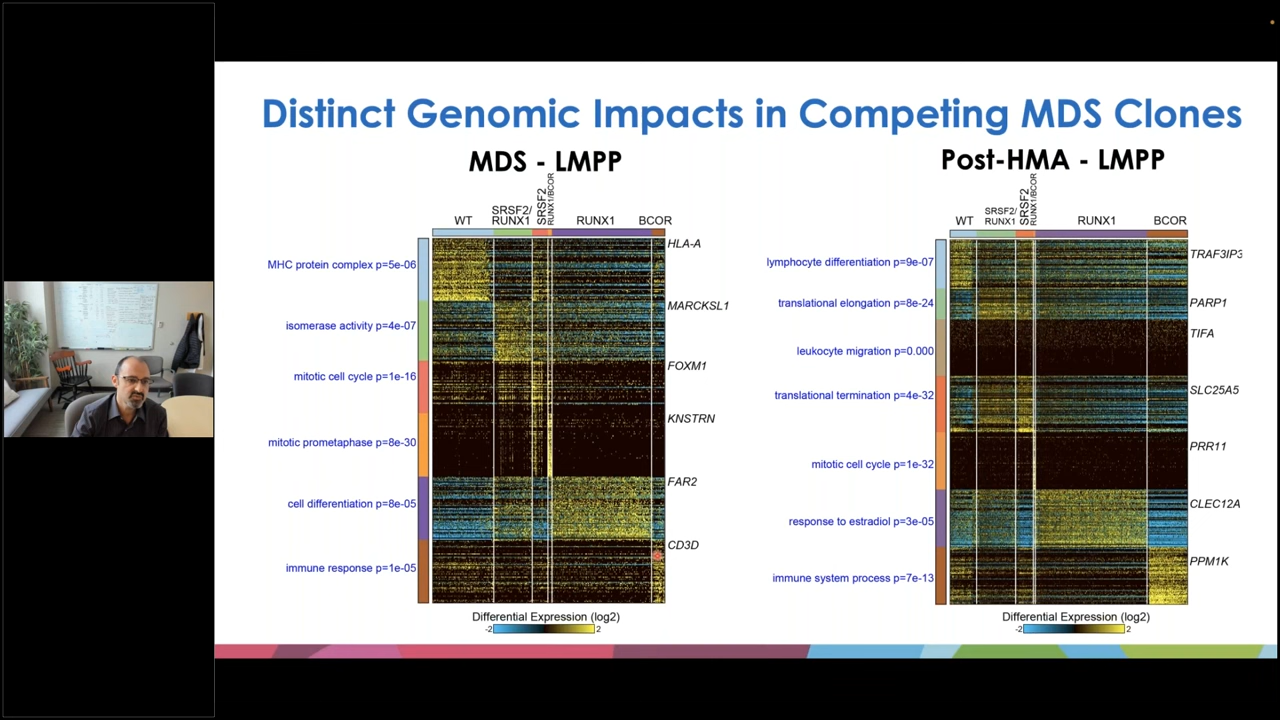 Distinct Genomic Impacts in Competing MDS Clones
MDS - LMPP
WT
SRSF2/
RUNX1
SRSF2
RUNX1/BCOR
RUNX1
BCOR
MHC protein complex p=5e-06
isomerase activity p=4e-07
mitotic cell cycle p=1e-16
mitotic prometaphase p=8e-30
cell differentiation p=8e-05
immune response p=1e-05
HLA-A
MARCKSL1
FOXM1
KNSTRN
FAR2
CD3D
Differential Expression (log2)
-2
2
Post-HMA - LMPP
WT
SRSF2/
RUNX1
SRSF2
RUNX1/BCOR
RUNX1
BCOR
lymphocyte differentiation p=9e-07
translational elongation p=8e-24
leukocyte migration p=0.000
translational termination p=4e-32
mitotic cell cycle p=1e-32
response to estradiol p=3e-05
immune system process p=7e-13
TRAF3IP3
PARP1
TIFA
SLC25A5
PRR11
CLEC12A
PPM1K
Differential Expression (log2)
-2
2